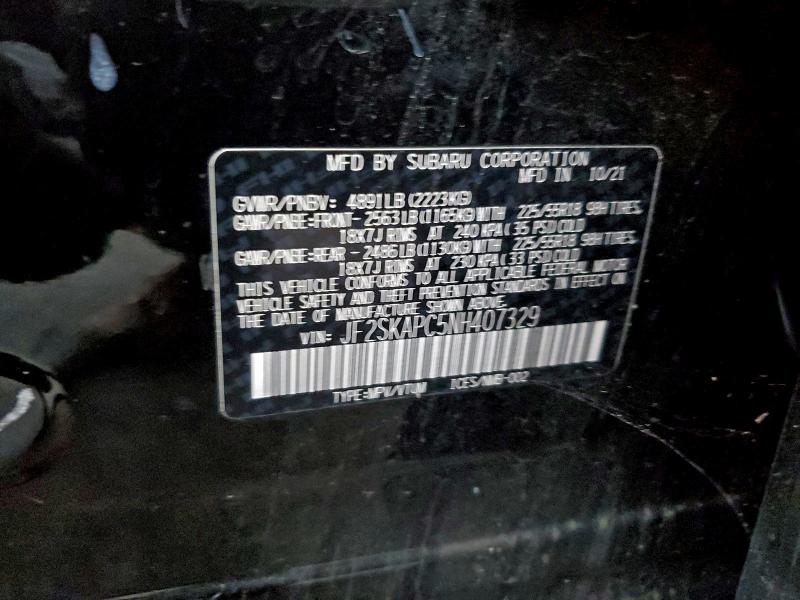 MFD BY SUBARU CORPORATION
MFD IN 10/21
GVWR/PNBV: 4891LB(2223KG)
GAWR/PNBE:FRONT- 2563LB(1165KG)WITH 225/55R18 98H TIRES,
18X7J RIMS AT 240 KPA( 35 PSI)COLD
GAWR/PNBE:REAR- 2486LB(1130KG)WITH 225/55R18 98H TIRES,
18X7J RIMS AT 230 KPA( 33 PSI)COLD
THIS VEHICLE CONFORMS TO ALL APPLICABLE FEDERAL MOTOR
VEHICLE SAFETY AND THEFT PREVENTION STANDARDS IN EFFECT ON
THE DATE OF MANUFACTURE SHOWN ABOVE.
VIN: JF2SKAPC5NH407329
TYPE:MPV/VTUM ICES/NMB-002